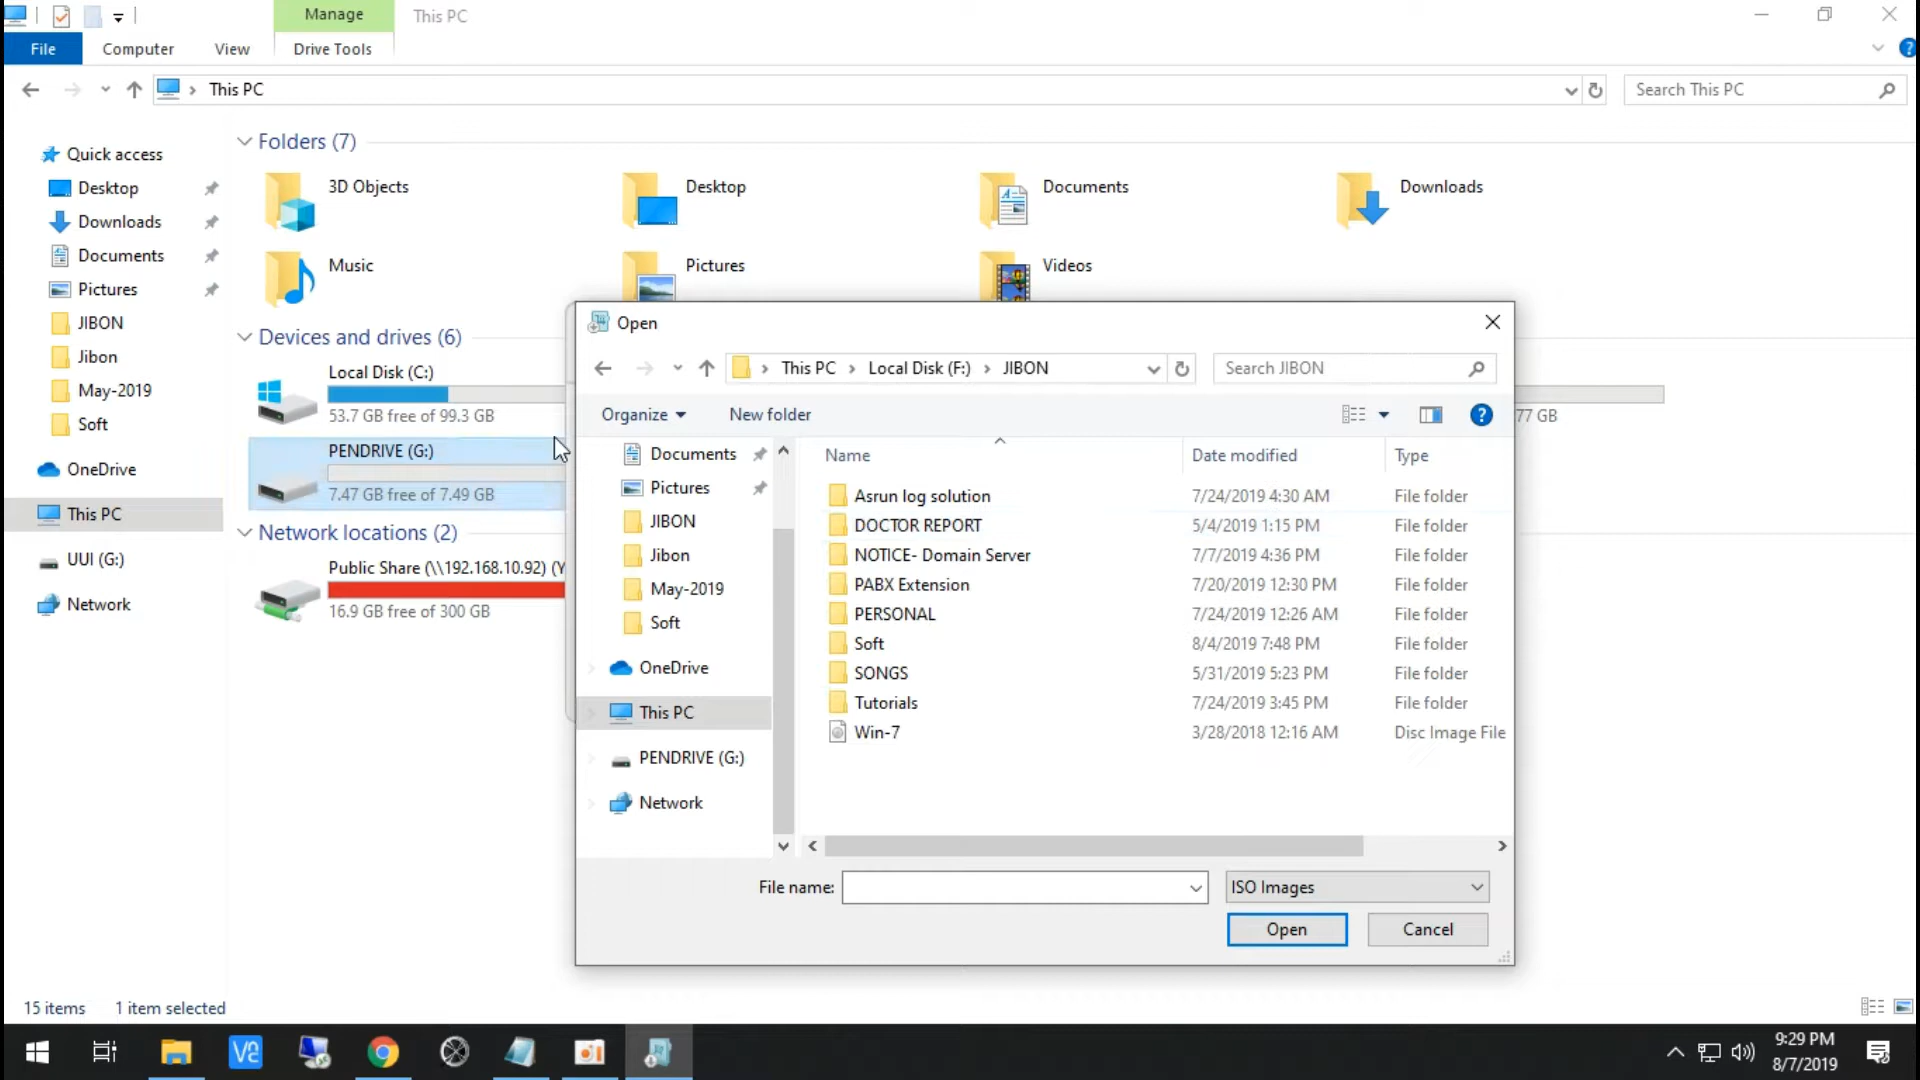 Manage
This PC
File
Computer
View
Drive Tools
This PC
Search This PC
Quick access
Desktop
Downloads
Documents
Pictures
JIBON
Jibon
May-2019
Soft
OneDrive
This PC
UUI (G:)
Network
Folders (7)
3D Objects
Desktop
Documents
Downloads
Music
Pictures
Videos
Devices and drives (6)
Local Disk (C:)
53.7 GB free of 99.3 GB
PENDRIVE (G:)
7.47 GB free of 7.49 GB
77 GB
Network locations (2)
Public Share (\\192.168.10.92) (Y
16.9 GB free of 300 GB
Open
This PC > Local Disk (F:) > JIBON
Search JIBON
Organize
New folder
Documents
Pictures
JIBON
Jibon
May-2019
Soft
OneDrive
This PC
PENDRIVE (G:)
Network
Name Date modified Type
Asrun log solution 7/24/2019 4:30 AM File folder
DOCTOR REPORT 5/4/2019 1:15 PM File folder
NOTICE- Domain Server 7/7/2019 4:36 PM File folder
PABX Extension 7/20/2019 12:30 PM File folder
PERSONAL 7/24/2019 12:26 AM File folder
Soft 8/4/2019 7:48 PM File folder
SONGS 5/31/2019 5:23 PM File folder
Tutorials 7/24/2019 3:45 PM File folder
Win-7 3/28/2018 12:16 AM Disc Image File
File name:
ISO Images
Open
Cancel
15 items 1 item selected
9:29 PM
8/7/2019